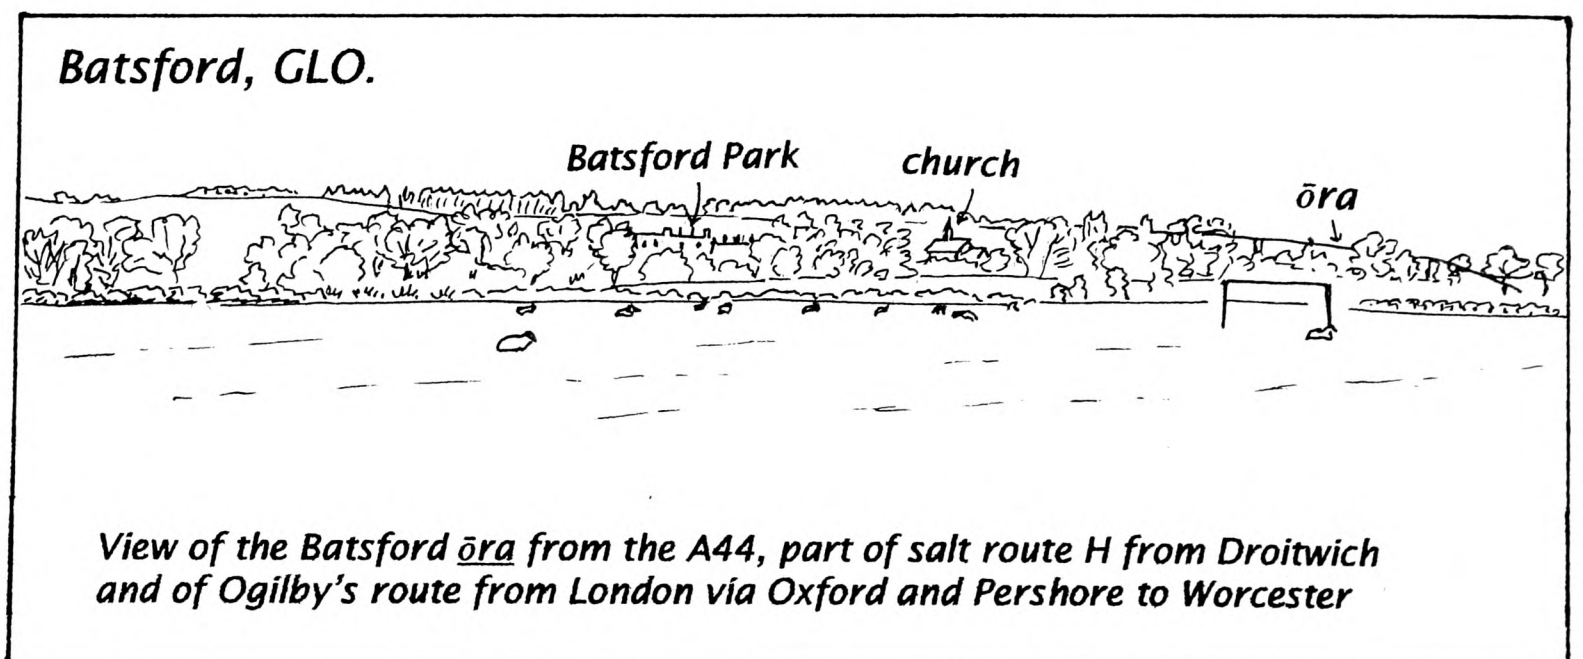 Batsford, GLO.
Batsford Park
church
ōra
View of the Batsford ōra from the A44, part of salt route H from Droitwich
and of Ogilby's route from London via Oxford and Pershore to Worcester